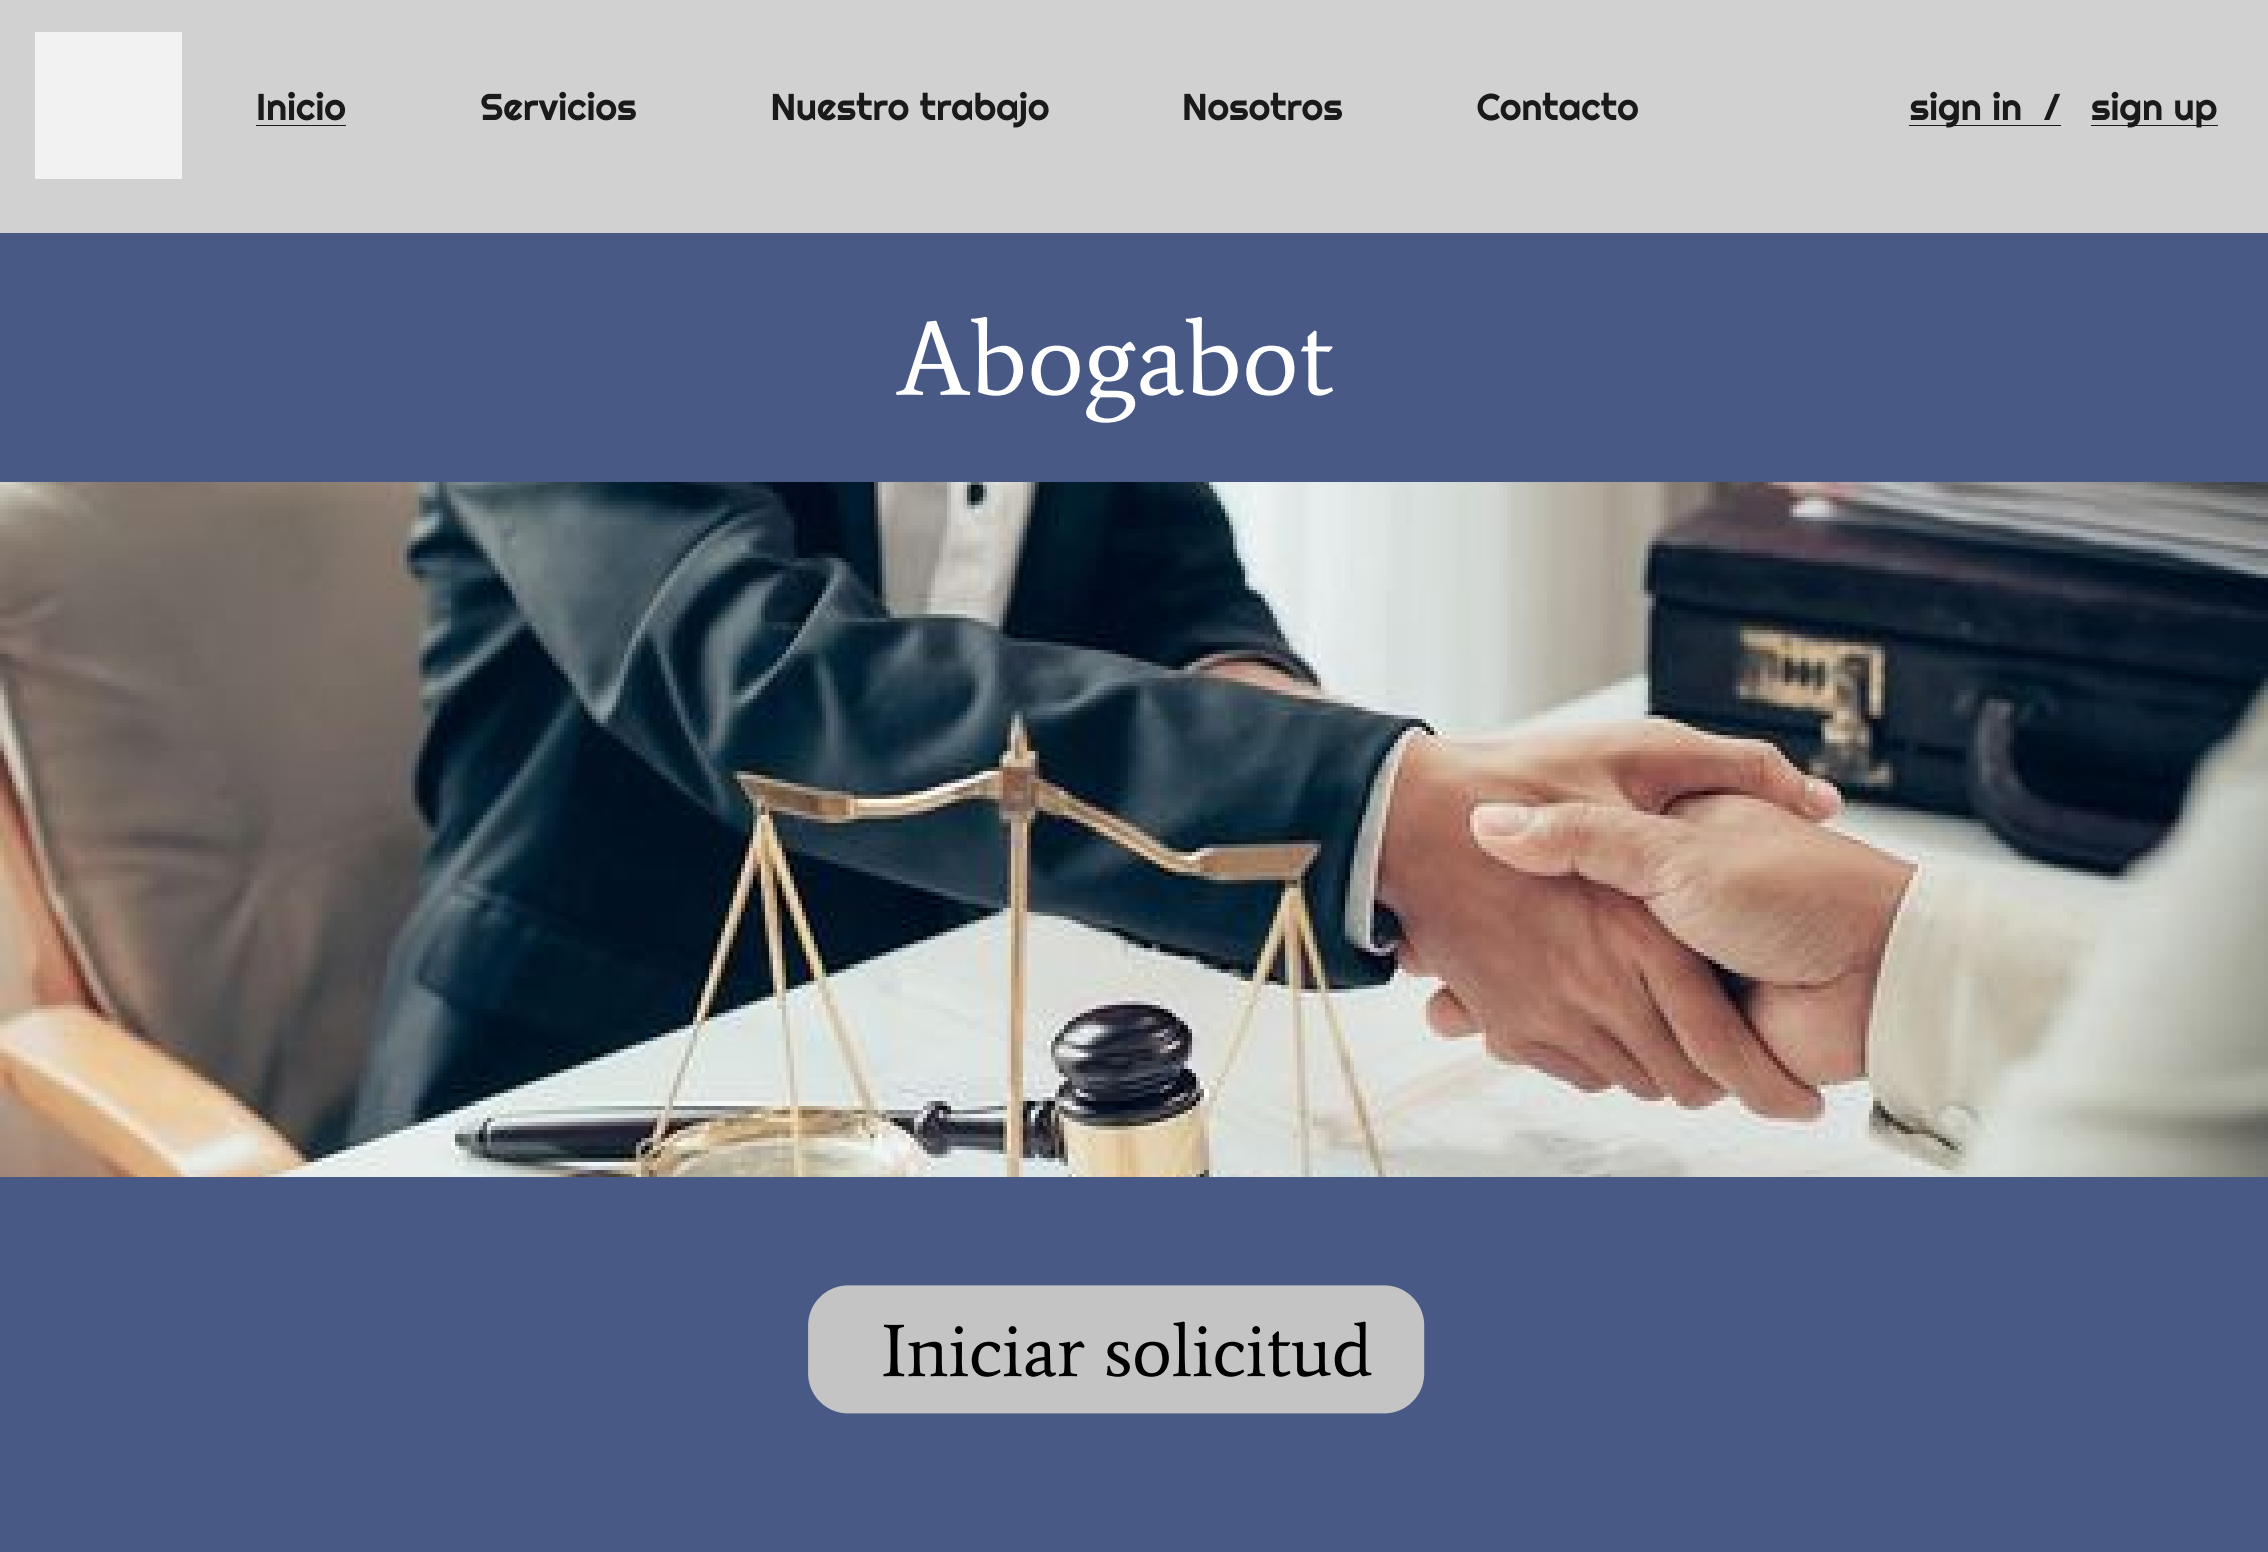 Inicio Servicios Nuestro trabajo Nosotros Contacto sign in / sign up
Abogabot
Iniciar solicitud